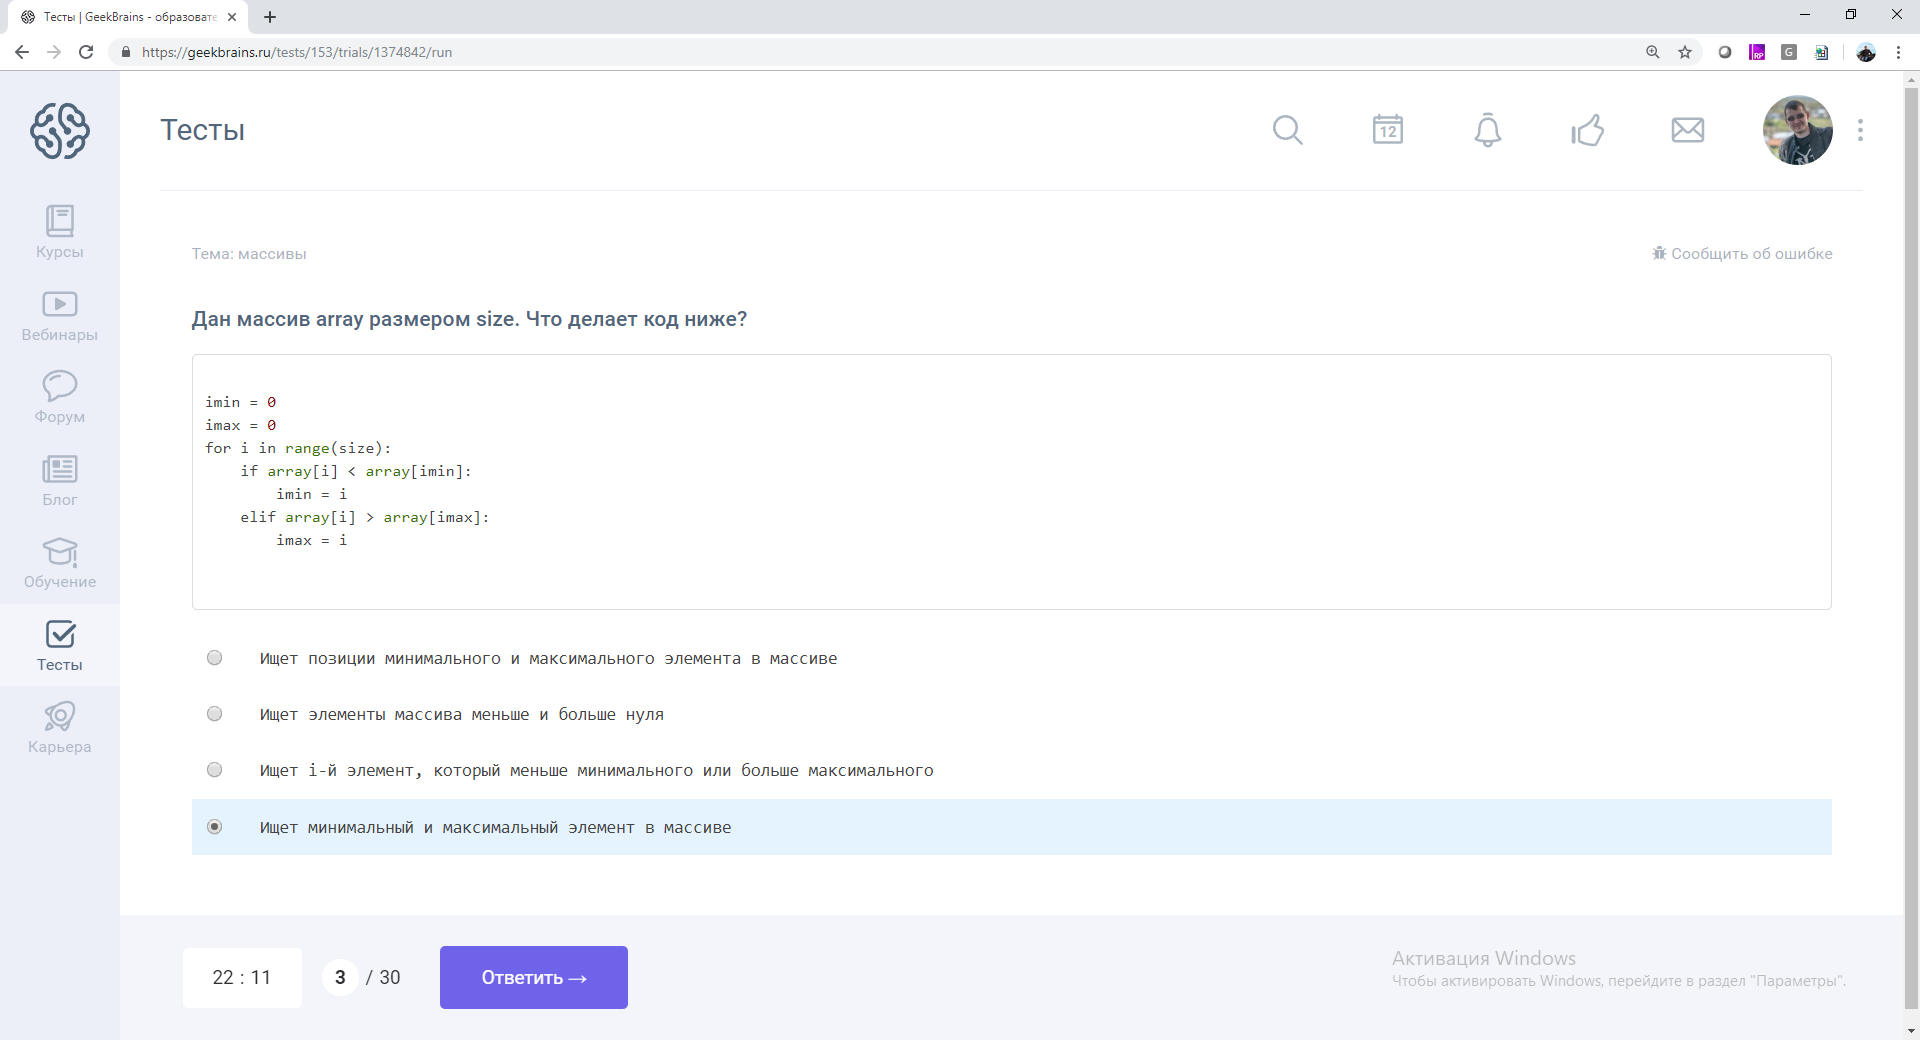 Тесты | GeekBrains - образовате
https://geekbrains.ru/tests/153/trials/1374842/run
RP
G
Тесты
12
Курсы
Вебинары
Форум
Блог
Обучение
Тесты
Карьера
Тема: массивы
Сообщить об ошибке
Дан массив array размером size. Что делает код ниже?
imin = 0
imax = 0
for i in range(size):
    if array[i] < array[imin]:
        imin = i
    elif array[i] > array[imax]:
        imax = i
Ищет позиции минимального и максимального элемента в массиве
Ищет элементы массива меньше и больше нуля
Ищет i-й элемент, который меньше минимального или больше максимального
Ищет минимальный и максимальный элемент в массиве
22 : 11
3 / 30
Ответить →
Активация Windows
Чтобы активировать Windows, перейдите в раздел "Параметры".